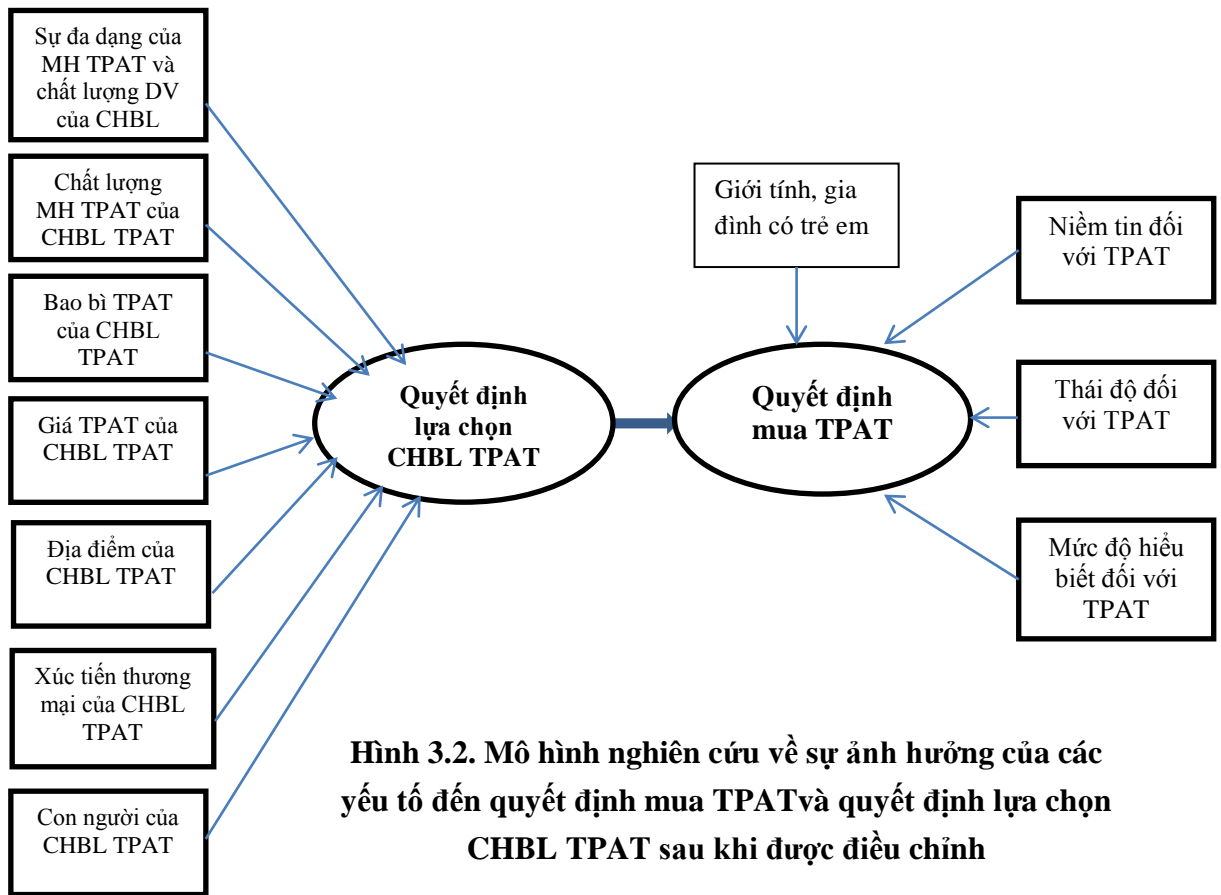 Sự đa dạng của
MH TPAT và
chất lượng DV
của CHBL
Chất lượng
MH TPAT của
CHBL TPAT
Bao bì TPAT
của CHBL
TPAT
Giá TPAT của
CHBL TPAT
Địa điểm của
CHBL TPAT
Xúc tiến thương
mại của CHBL
TPAT
Con người của
CHBL TPAT
Quyết định
lựa chọn
CHBL TPAT
Giới tính, gia
đình có trẻ em
Quyết định
mua TPAT
Niềm tin đối
với TPAT
Thái độ đối
với TPAT
Mức độ hiểu
biết đối với
TPAT
Hình 3.2. Mô hình nghiên cứu về sự ảnh hưởng của các
yếu tố đến quyết định mua TPATvà quyết định lựa chọn
CHBL TPAT sau khi được điều chỉnh